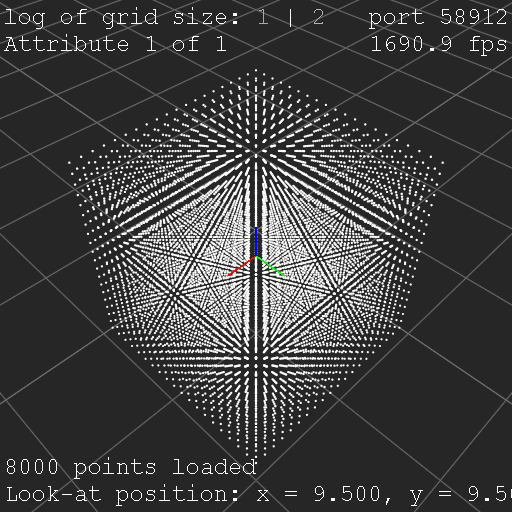 log of grid size: 1 | 2 port 58912
Attribute 1 of 1 1690.9 fps
8000 points loaded
Look-at position: x = 9.500, y = 9.50